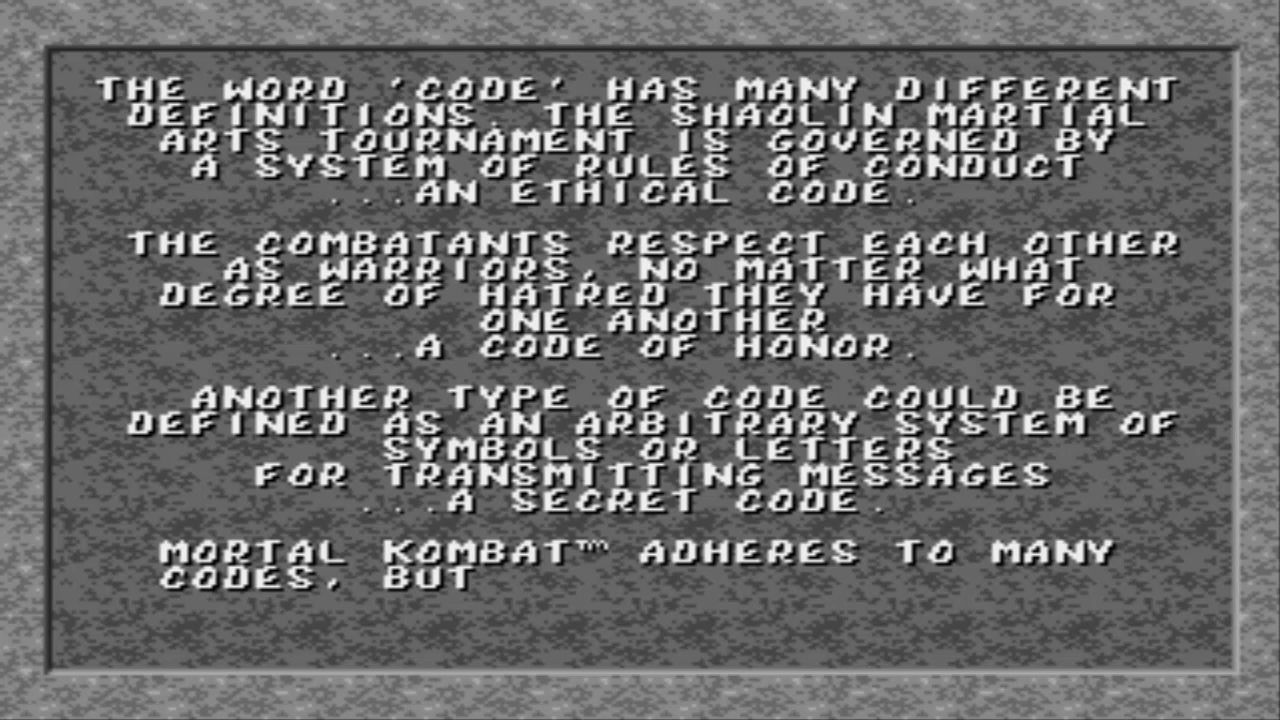 THE WORD 'CODE' HAS MANY DIFFERENT
DEFINITIONS. THE SHAOLIN MARTIAL
ARTS TOURNAMENT IS GOVERNED BY
A SYSTEM OF RULES OF CONDUCT
...AN ETHICAL CODE.
THE COMBATANTS RESPECT EACH OTHER
AS WARRIORS, NO MATTER WHAT
DEGREE OF HATRED THEY HAVE FOR
ONE ANOTHER
...A CODE OF HONOR.
ANOTHER TYPE OF CODE COULD BE
DEFINED AS AN ARBITRARY SYSTEM OF
SYMBOLS OR LETTERS
FOR TRANSMITTING MESSAGES
...A SECRET CODE.
MORTAL KOMBAT™ ADHERES TO MANY
CODES, BUT